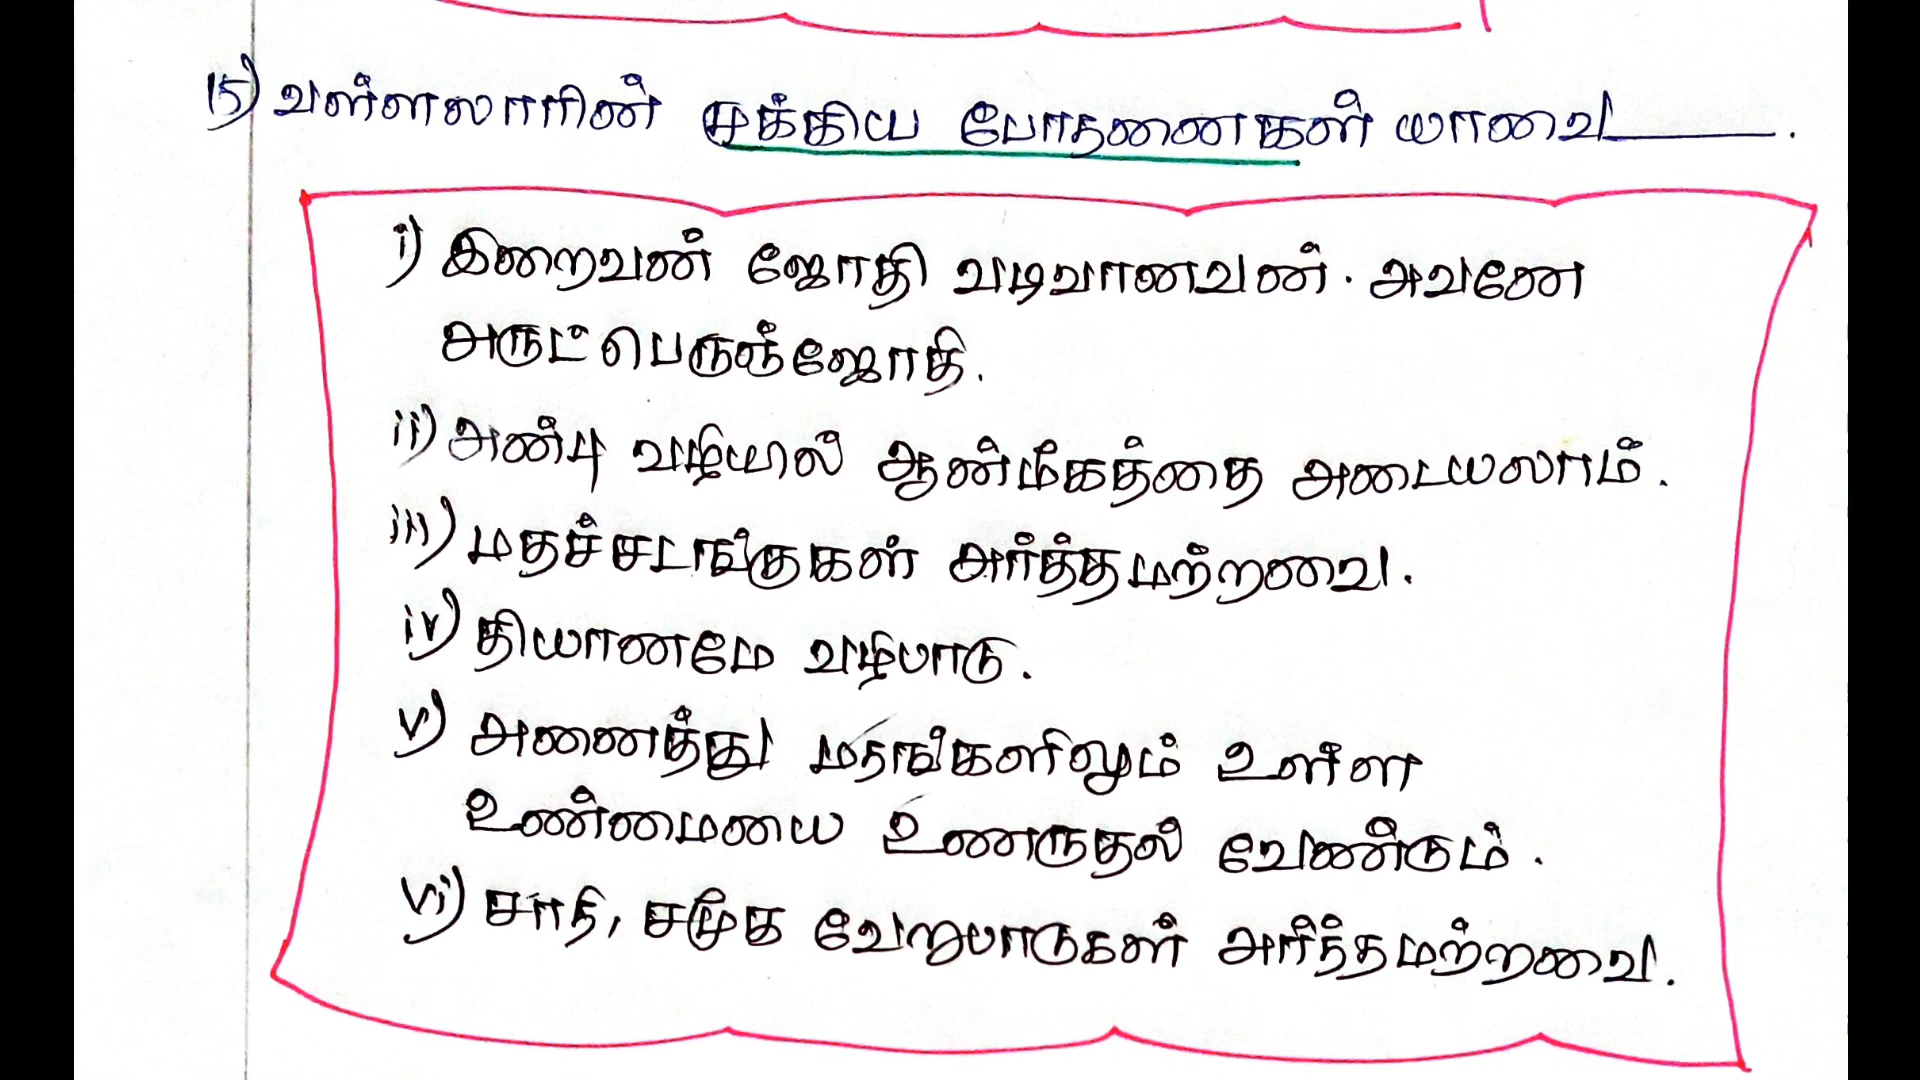 15) வள்ளலாரின் முக்கிய போதனைகள் யாவை ______.
i) இறைவன் ஜோதி வடிவானவன். அவனே
அருட்பெருஞ்ஜோதி.
ii) அன்பு வழியில் ஆன்மீகத்தை அடையலாம்.
iii) மதச்சடங்குகள் அர்த்தமற்றவை.
iv) தியானமே வழிபாடு.
v) அனைத்து மதங்களிலும் உள்ள
உண்மையை உணருதல் வேண்டும்.
vi) சாதி, சமூக வேறுபாடுகள் அர்த்தமற்றவை.